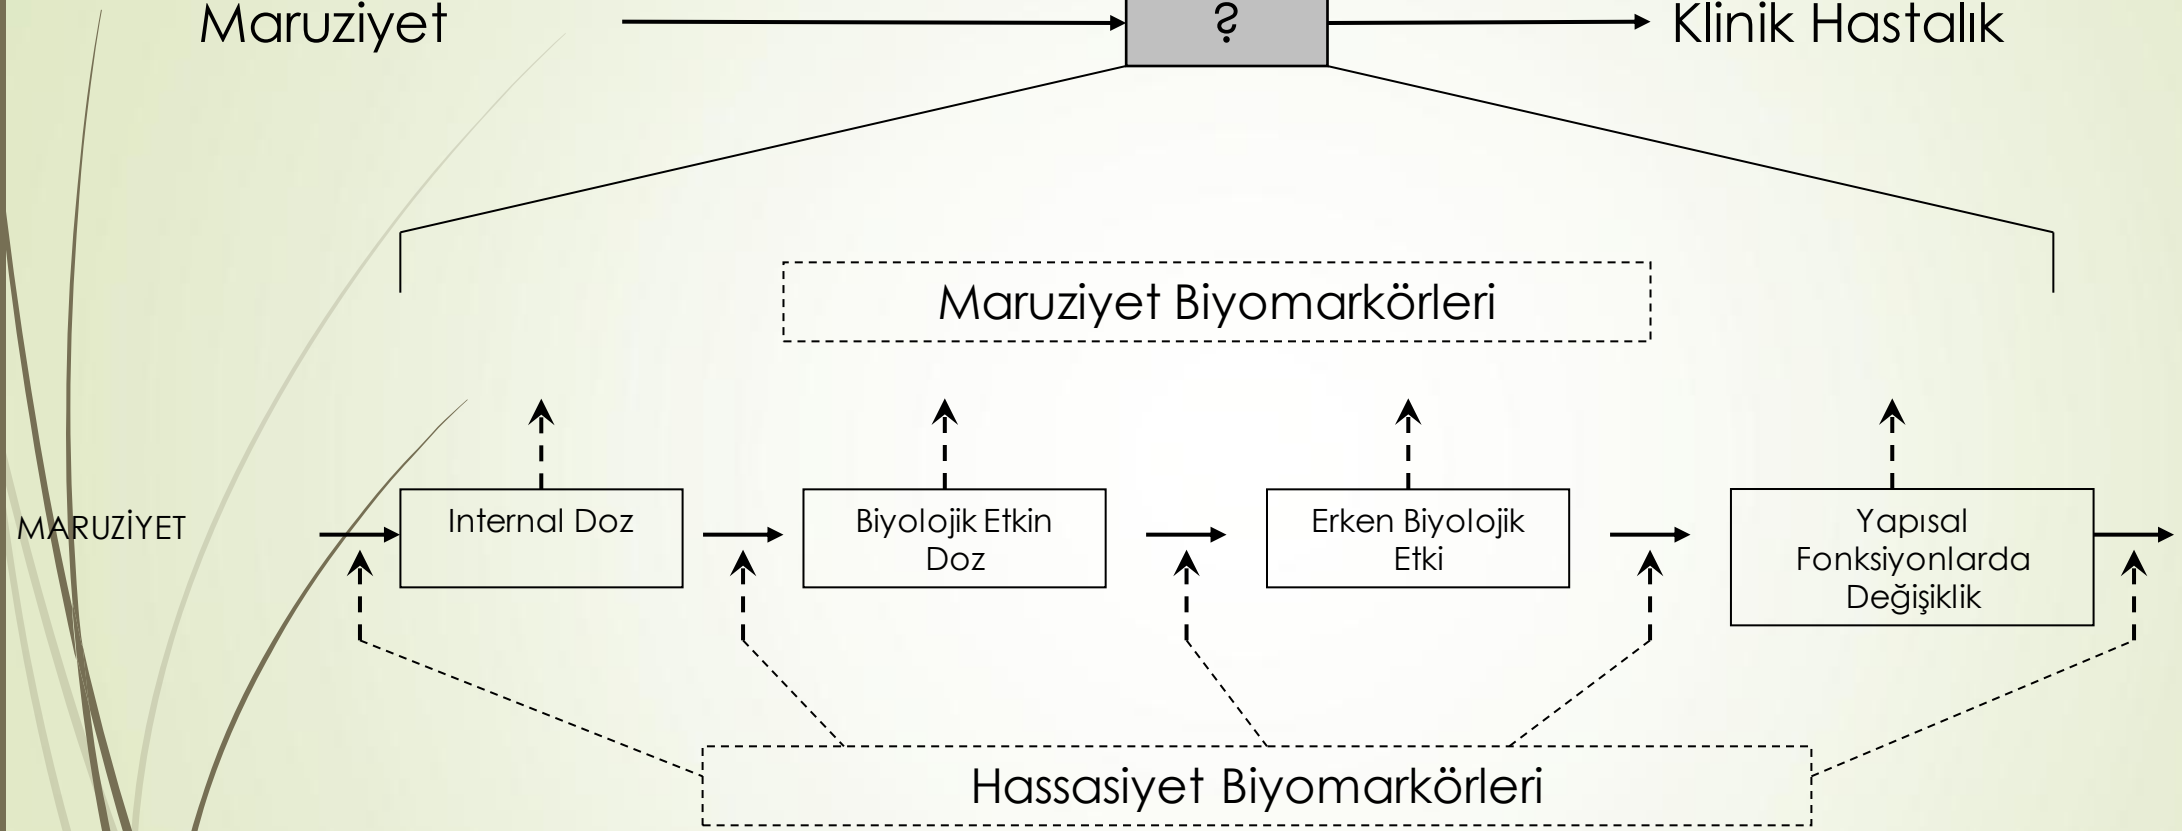 Maruziyet
?
Klinik Hastalık
Maruziyet Biyomarkörleri
MARUZİYET
Internal Doz
Biyolojik Etkin
Doz
Erken Biyolojik
Etki
Yapısal
Fonksiyonlarda
Değişiklik
Hassasiyet Biyomarkörleri